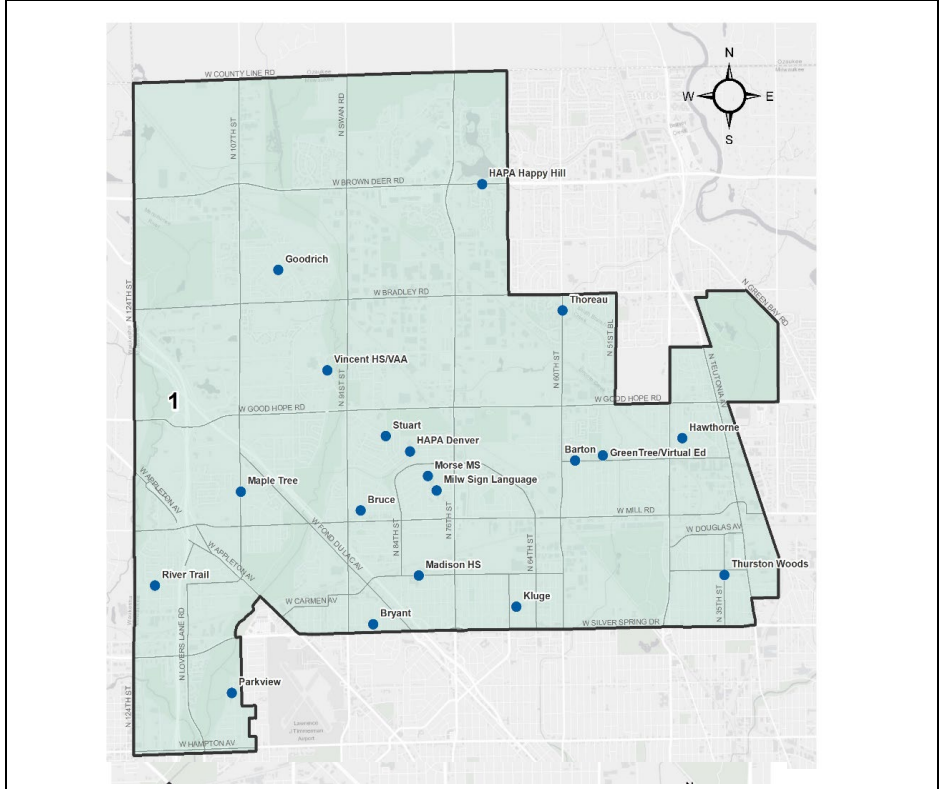 N
W
E
S
W COUNTY LINE RD
Ozaukee
Milwaukee
N 107TH ST
N SWAN RD
W BROWN DEER RD
HAPA Happy Hill
Goodrich
N 124TH ST
W BRADLEY RD
Thoreau
N GREEN BAY RD
N 51ST BL
Vincent HS/VAA
N 91ST ST
N 60TH ST
N TEUTONIA AV
1
W GOOD HOPE RD
W GOOD HOPE RD
Stuart
HAPA Denver
Hawthorne
Barton
GreenTree/Virtual Ed
Morse MS
Milw Sign Language
Maple Tree
W APPLETON AV
Bruce
N 76TH ST
W MILL RD
W FOND DU LAC AV
N 84TH ST
N 64TH ST
W DOUGLAS AV
W APPLETON AV
Madison HS
Thurston Woods
River Trail
N 35TH ST
W CARMEN AV
Kluge
Bryant
W SILVER SPRING DR
N LOVERS LANE RD
Parkview
N 124TH ST
Lawrence
J Timmerman
Airport
W HAMPTON AV